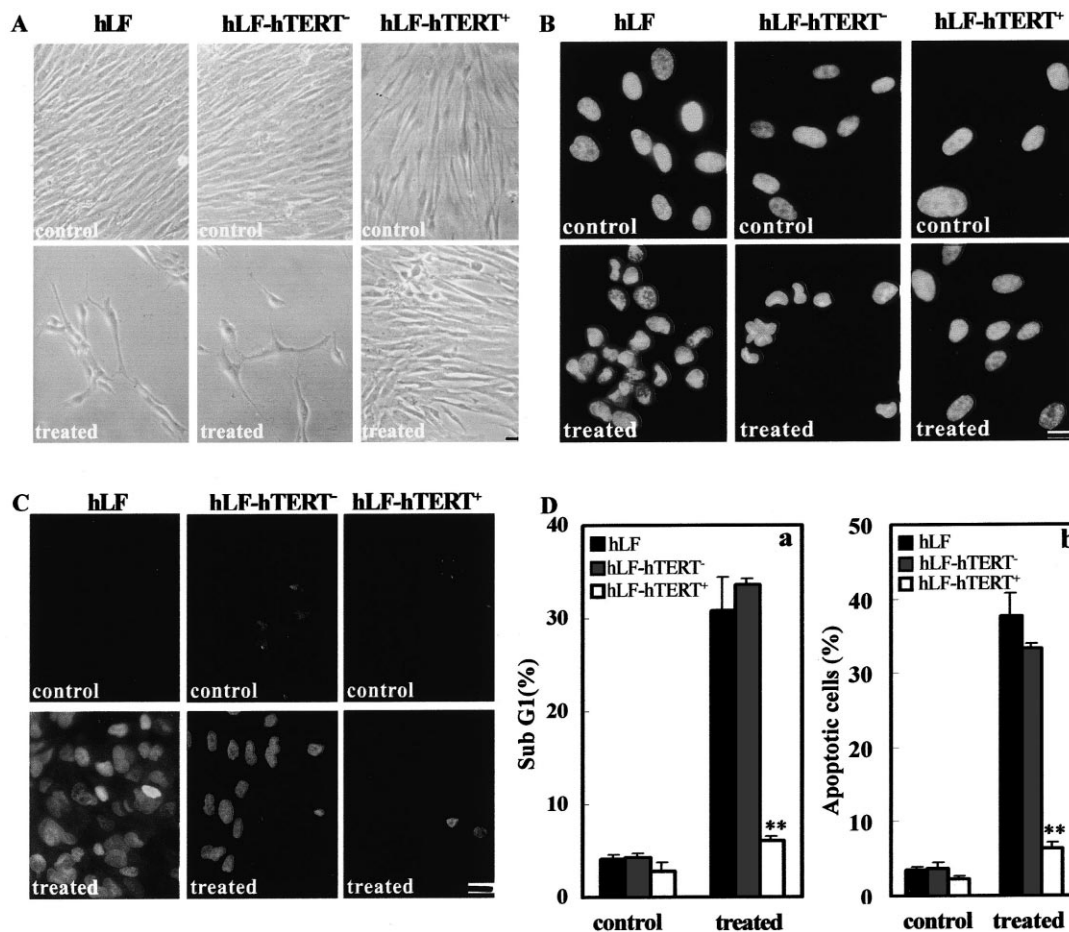 A
hLF hLF-hTERT⁻ hLF-hTERT⁺
control control control
treated treated treated
B
hLF hLF-hTERT⁻ hLF-hTERT⁺
control control control
treated treated treated
C
hLF hLF-hTERT⁻ hLF-hTERT⁺
control control control
treated treated treated
D
a
Sub G1(%)
40
30
20
10
0
hLF
hLF-hTERT⁻
hLF-hTERT⁺
**
control treated
b
Apoptotic cells (%)
50
40
30
20
10
0
hLF
hLF-hTERT⁻
hLF-hTERT⁺
**
control treated